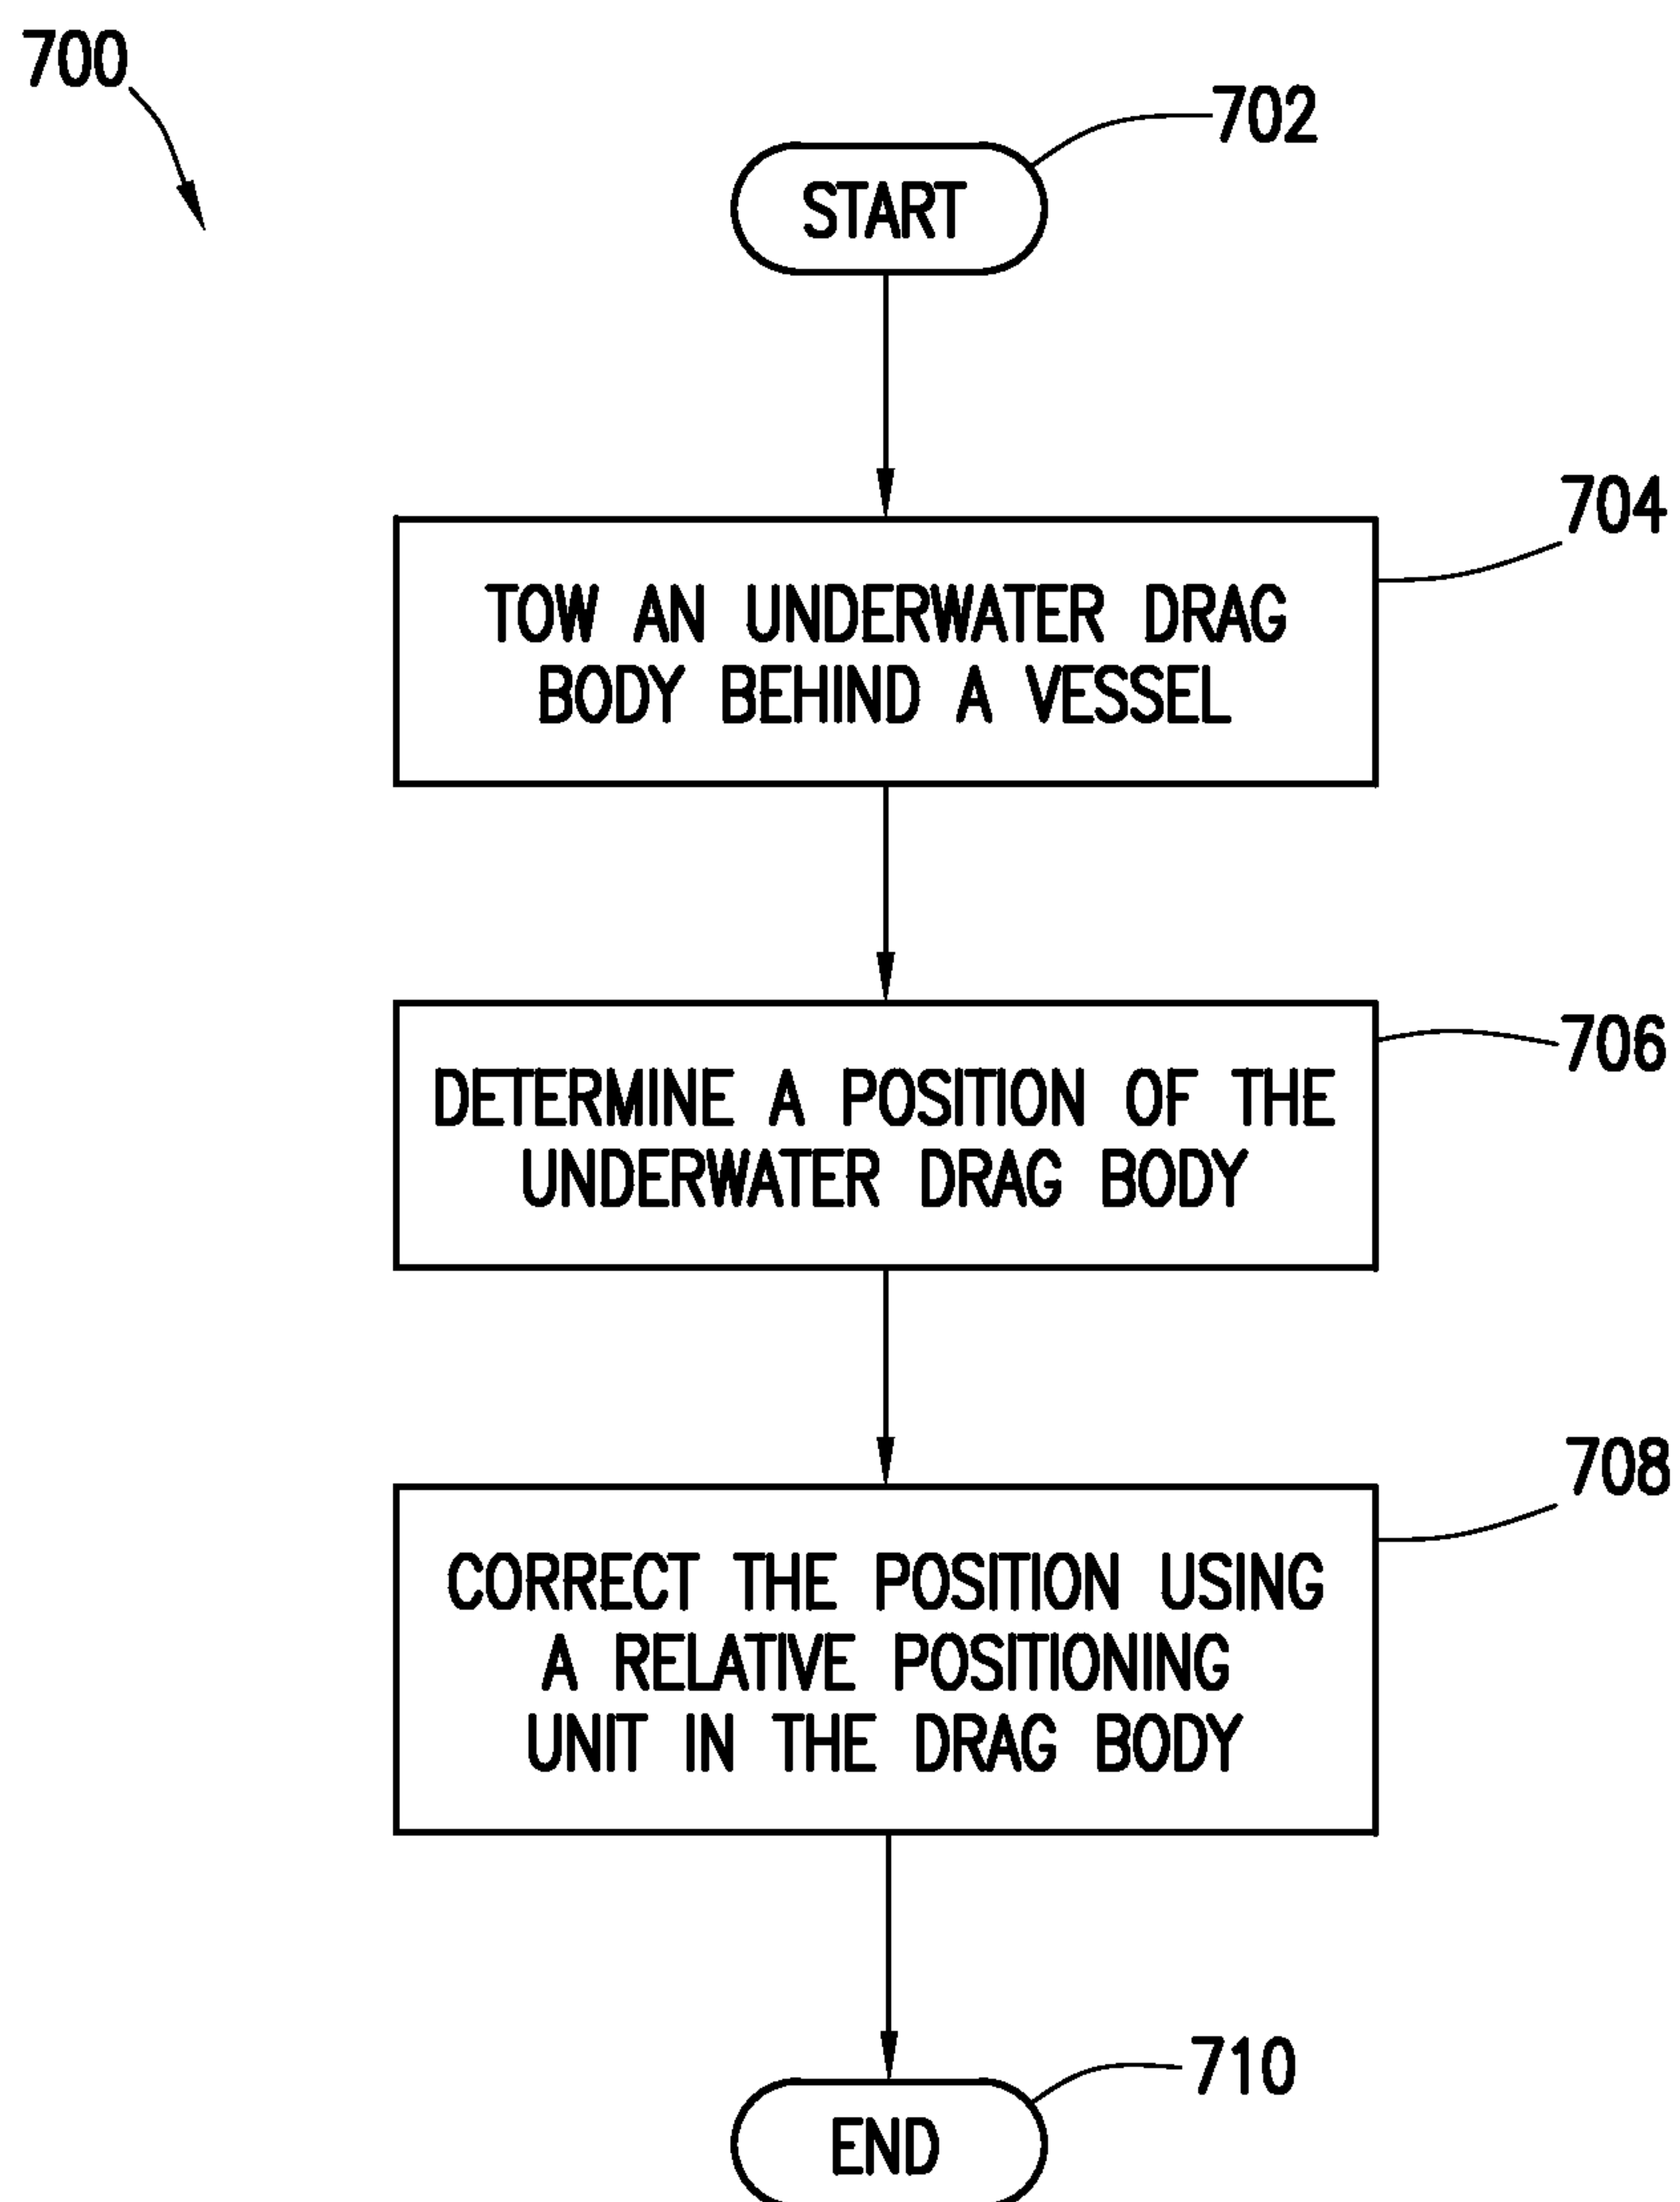 700
702
START
704
TOW AN UNDERWATER DRAG
BODY BEHIND A VESSEL
706
DETERMINE A POSITION OF THE
UNDERWATER DRAG BODY
708
CORRECT THE POSITION USING
A RELATIVE POSITIONING
UNIT IN THE DRAG BODY
710
END